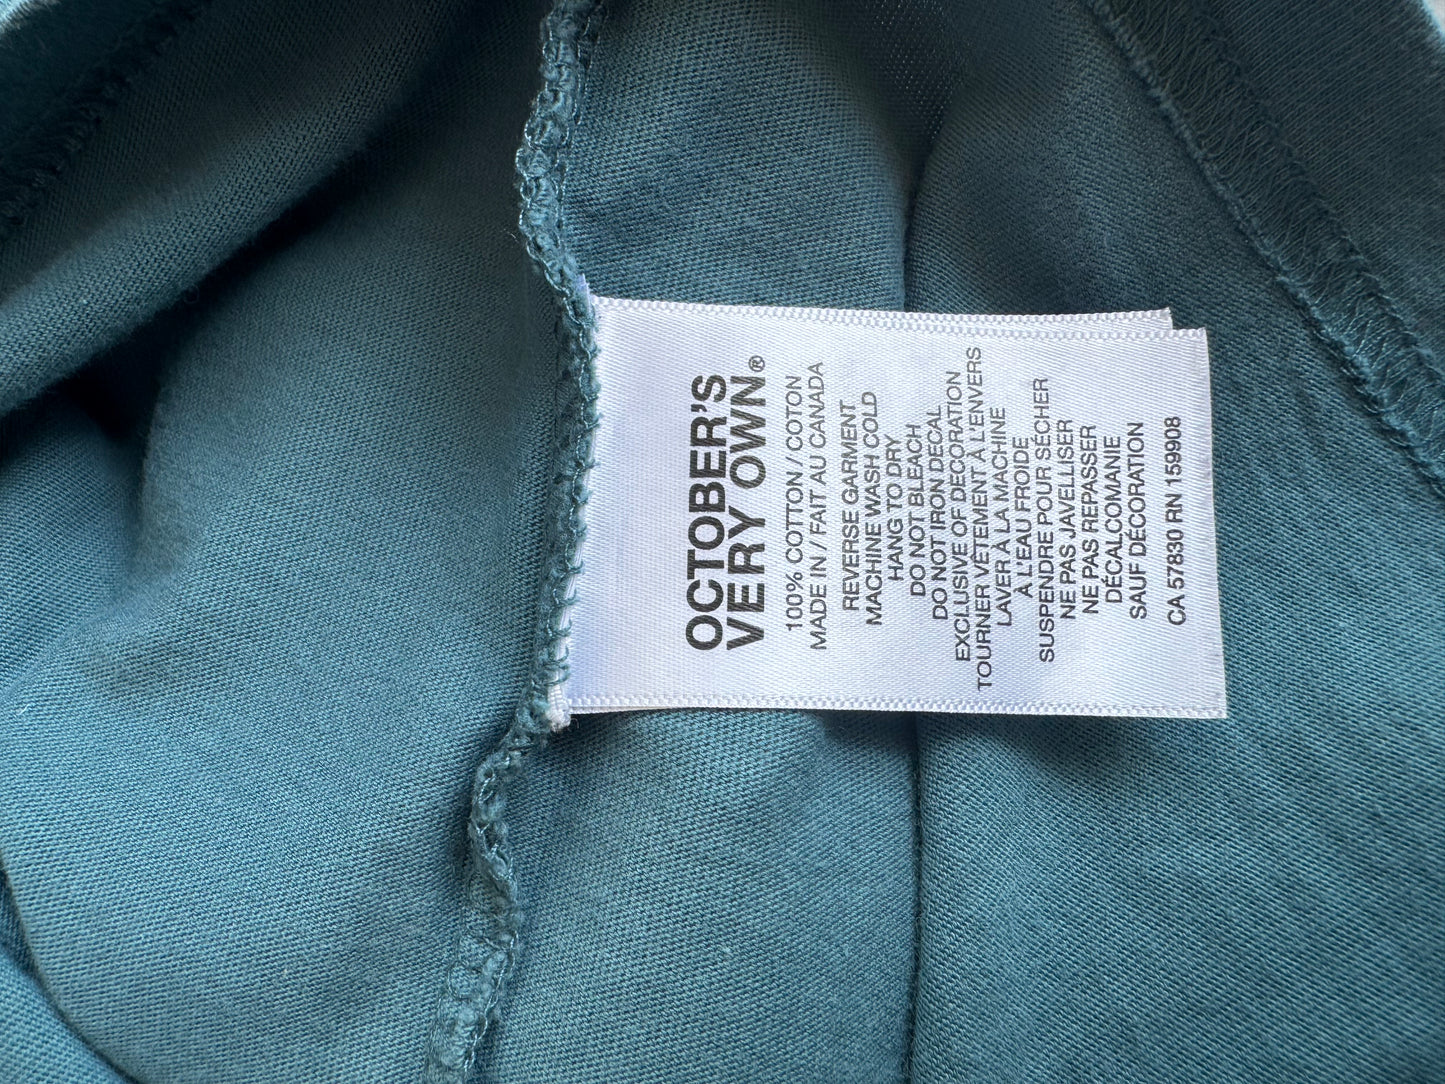 OCTOBER'S
VERY OWN®
100% COTTON / COTON
MADE IN / FAIT AU CANADA
REVERSE GARMENT
MACHINE WASH COLD
HANG TO DRY
DO NOT BLEACH
DO NOT IRON DECAL
EXCLUSIVE OF DECORATION
TOURNER VÊTEMENT À L'ENVERS
LAVER À LA MACHINE
À L'EAU FROIDE
SUSPENDRE POUR SÉCHER
NE PAS JAVELLISER
NE PAS REPASSER
DÉCALCOMANIE
SAUF DÉCORATION
CA 57830 RN 159908